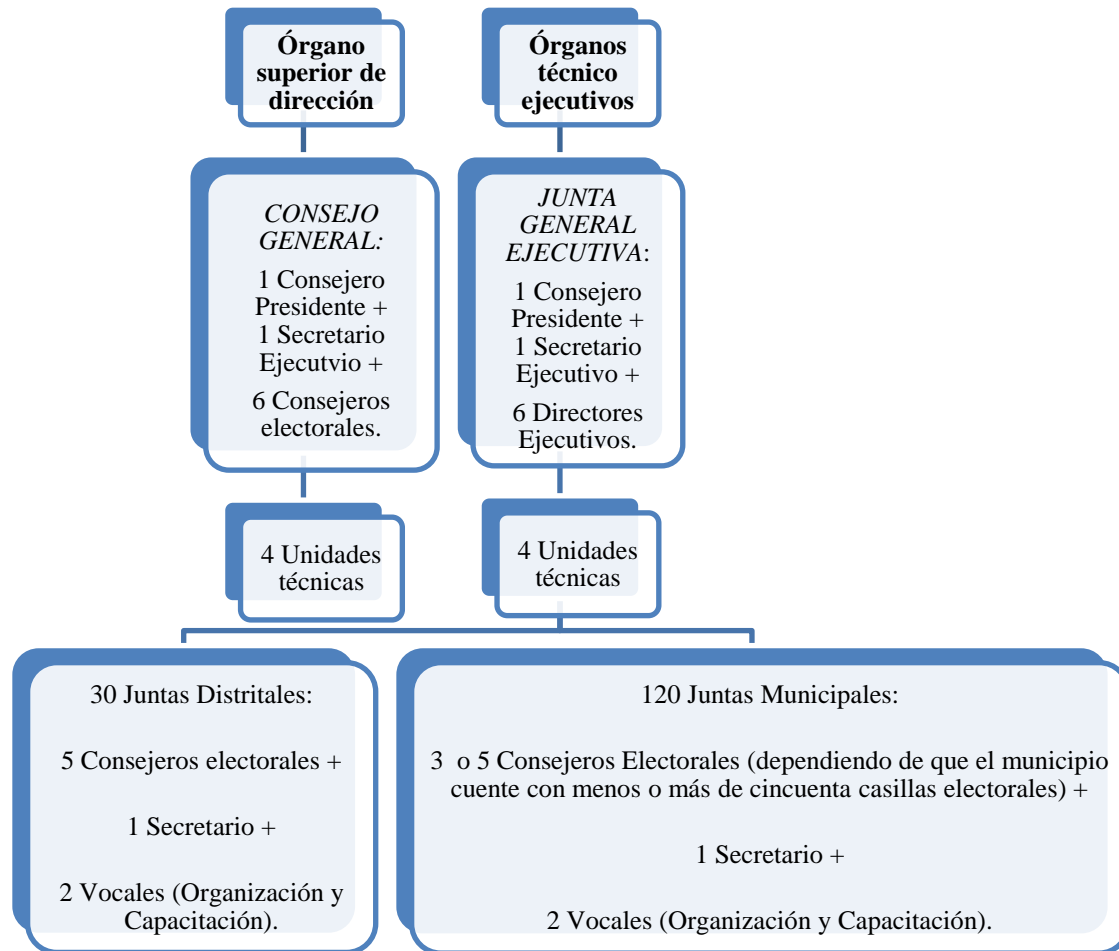 Órgano
superior de
dirección
Órganos
técnico
ejecutivos
CONSEJO
GENERAL:
1 Consejero
Presidente +
1 Secretario
Ejecutvio +
6 Consejeros
electorales.
JUNTA
GENERAL
EJECUTIVA:
1 Consejero
Presidente +
1 Secretario
Ejecutivo +
6 Directores
Ejecutivos.
4 Unidades
técnicas
4 Unidades
técnicas
30 Juntas Distritales:
5 Consejeros electorales +
1 Secretario +
2 Vocales (Organización y
Capacitación).
120 Juntas Municipales:
3 o 5 Consejeros Electorales (dependiendo de que el municipio
cuente con menos o más de cincuenta casillas electorales) +
1 Secretario +
2 Vocales (Organización y Capacitación).